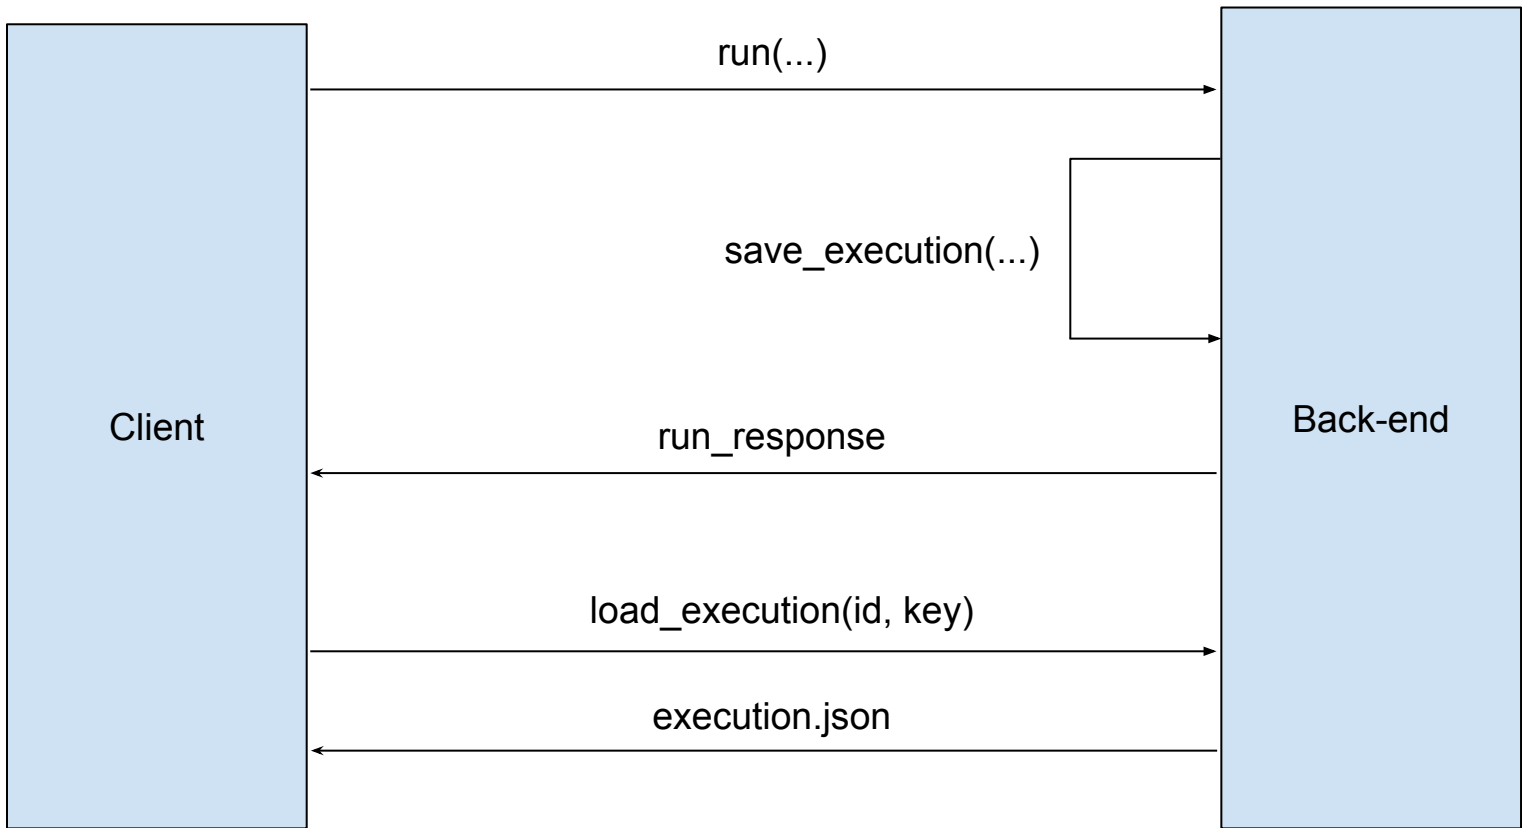 run(...)
save_execution(...)
Client
Back-end
run_response
load_execution(id, key)
execution.json